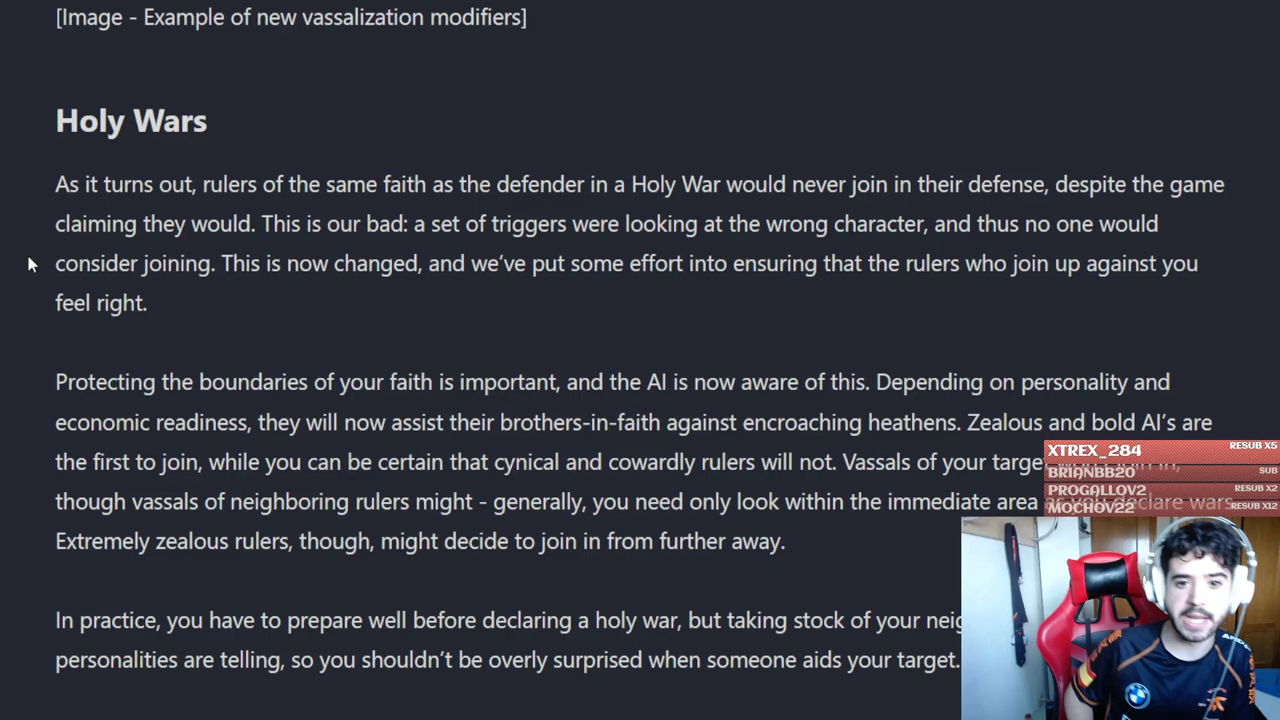 [Image - Example of new vassalization modifiers]
Holy Wars
As it turns out, rulers of the same faith as the defender in a Holy War would never join in their defense, despite the game
claiming they would. This is our bad: a set of triggers were looking at the wrong character, and thus no one would
consider joining. This is now changed, and we’ve put some effort into ensuring that the rulers who join up against you
feel right.
Protecting the boundaries of your faith is important, and the AI is now aware of this. Depending on personality and
economic readiness, they will now assist their brothers-in-faith against encroaching heathens. Zealous and bold AI’s are
the first to join, while you can be certain that cynical and cowardly rulers will not. Vassals of your target
though vassals of neighboring rulers might - generally, you need only look within the immediate area as you declare wars.
Extremely zealous rulers, though, might decide to join in from further away.
In practice, you have to prepare well before declaring a holy war, but taking stock of your
personalities are telling, so you shouldn’t be overly surprised when someone aids your target.
XTREX_284 RESUB X5
BRIANBB20 SUB
PROGALLOV2 RESUB X2
MOCHOV22 RESUB X12